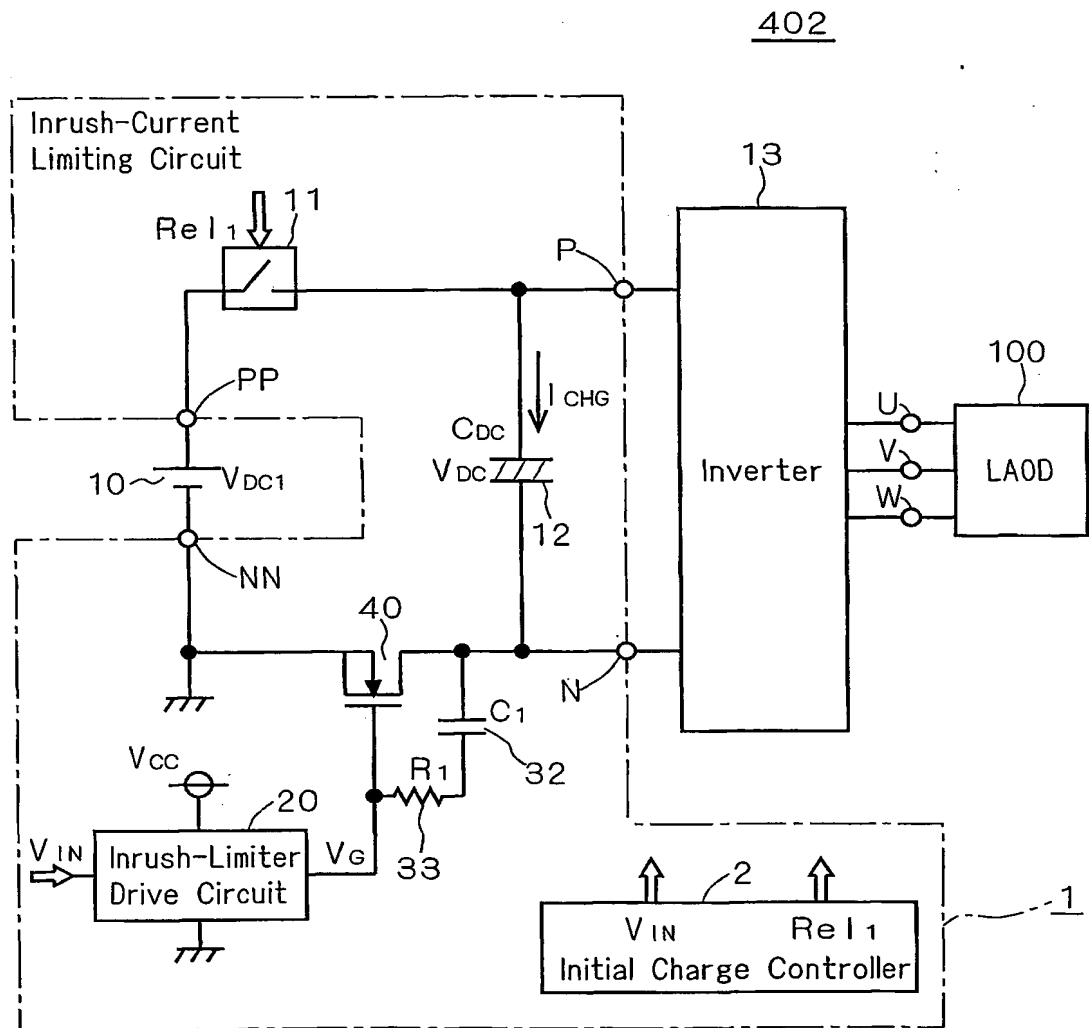 402
Inrush-Current
Limiting Circuit
Rel1
11
13
P
PP
ICHG
100
CDC
U
10
VDC1
VDC
Inverter
V
LAOD
12
W
NN
40
N
C1
VCC
R1
32
20
VIN
Inrush-Limiter
Drive Circuit
VG
33
2
VIN
Rel1
Initial Charge Controller
1